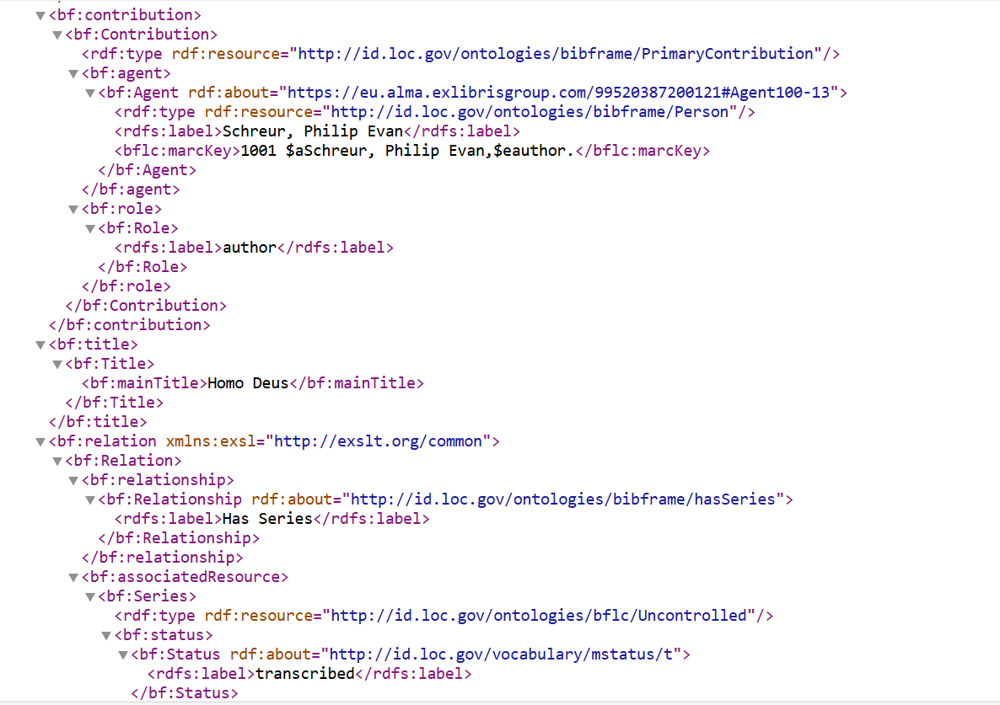 ▼<bf:contribution>
▼<bf:Contribution>
<rdf:type rdf:resource="http://id.loc.gov/ontologies/bibframe/PrimaryContribution"/>
▼<bf:agent>
▼<bf:Agent rdf:about="https://eu.alma.exlibrisgroup.com/99520387200121#Agent100-13">
<rdf:type rdf:resource="http://id.loc.gov/ontologies/bibframe/Person"/>
<rdfs:label>Schreur, Philip Evan</rdfs:label>
<bflc:marcKey>1001 $aSchreur, Philip Evan,$eauthor.</bflc:marcKey>
</bf:Agent>
</bf:agent>
▼<bf:role>
▼<bf:Role>
<rdfs:label>author</rdfs:label>
</bf:Role>
</bf:role>
</bf:Contribution>
</bf:contribution>
▼<bf:title>
▼<bf:Title>
<bf:mainTitle>Homo Deus</bf:mainTitle>
</bf:Title>
</bf:title>
▼<bf:relation xmlns:exsl="http://exslt.org/common">
▼<bf:Relation>
▼<bf:relationship>
▼<bf:Relationship rdf:about="http://id.loc.gov/ontologies/bibframe/hasSeries">
<rdfs:label>Has Series</rdfs:label>
</bf:Relationship>
</bf:relationship>
▼<bf:associatedResource>
▼<bf:Series>
<rdf:type rdf:resource="http://id.loc.gov/ontologies/bflc/Uncontrolled"/>
▼<bf:status>
▼<bf:Status rdf:about="http://id.loc.gov/vocabulary/mstatus/t">
<rdfs:label>transcribed</rdfs:label>
</bf:Status>